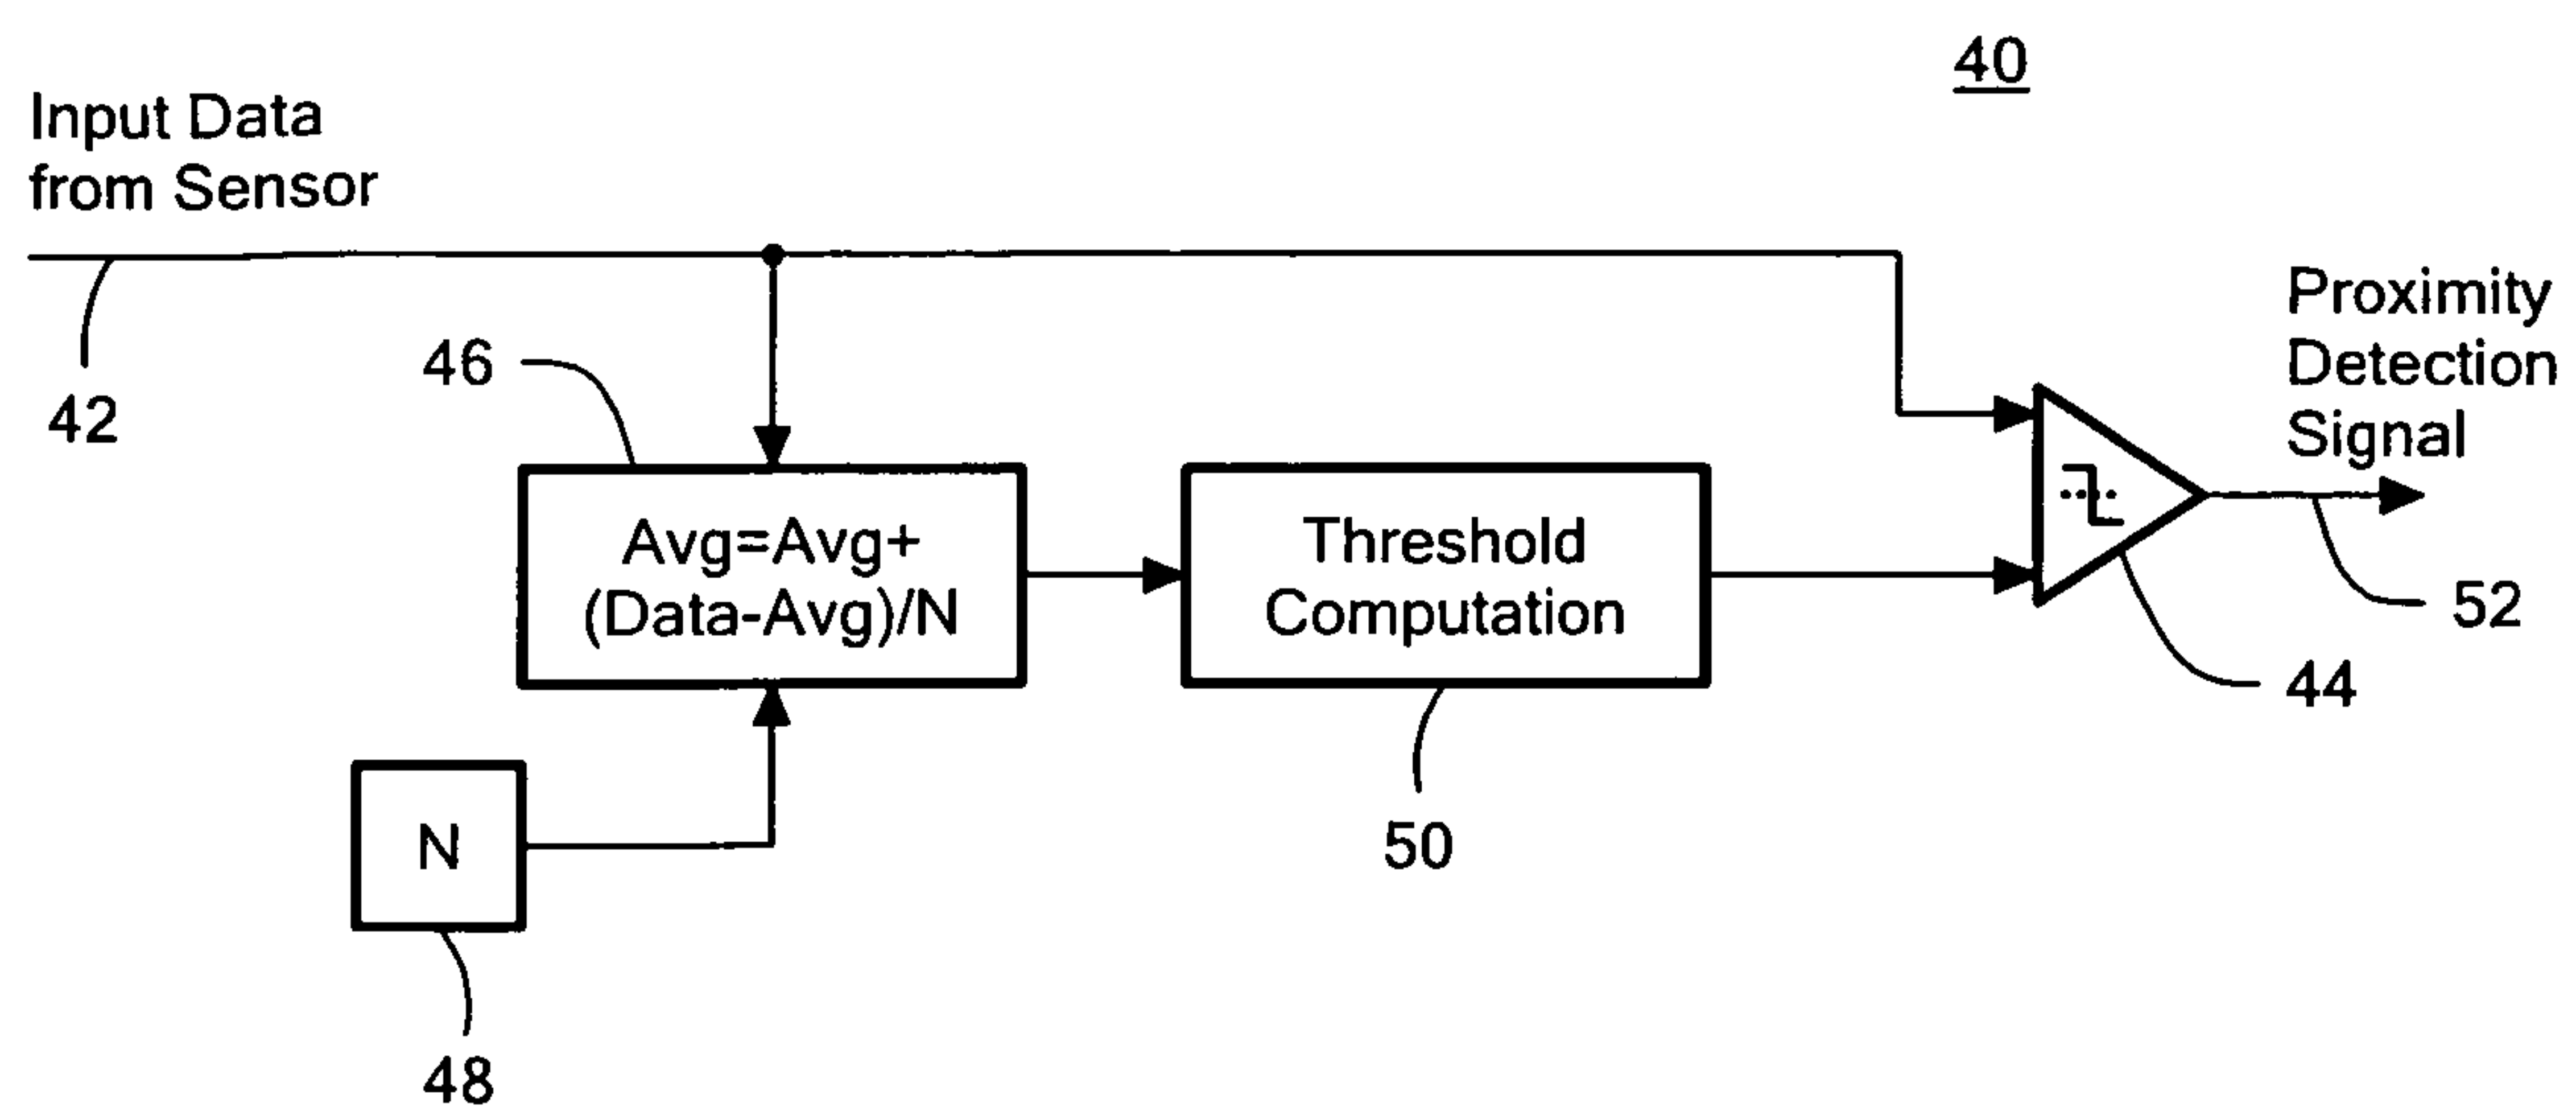 40
Input Data
from Sensor
42
46
Proximity
Detection
Signal
Avg=Avg+
(Data-Avg)/N
Threshold
Computation
52
44
N
50
48